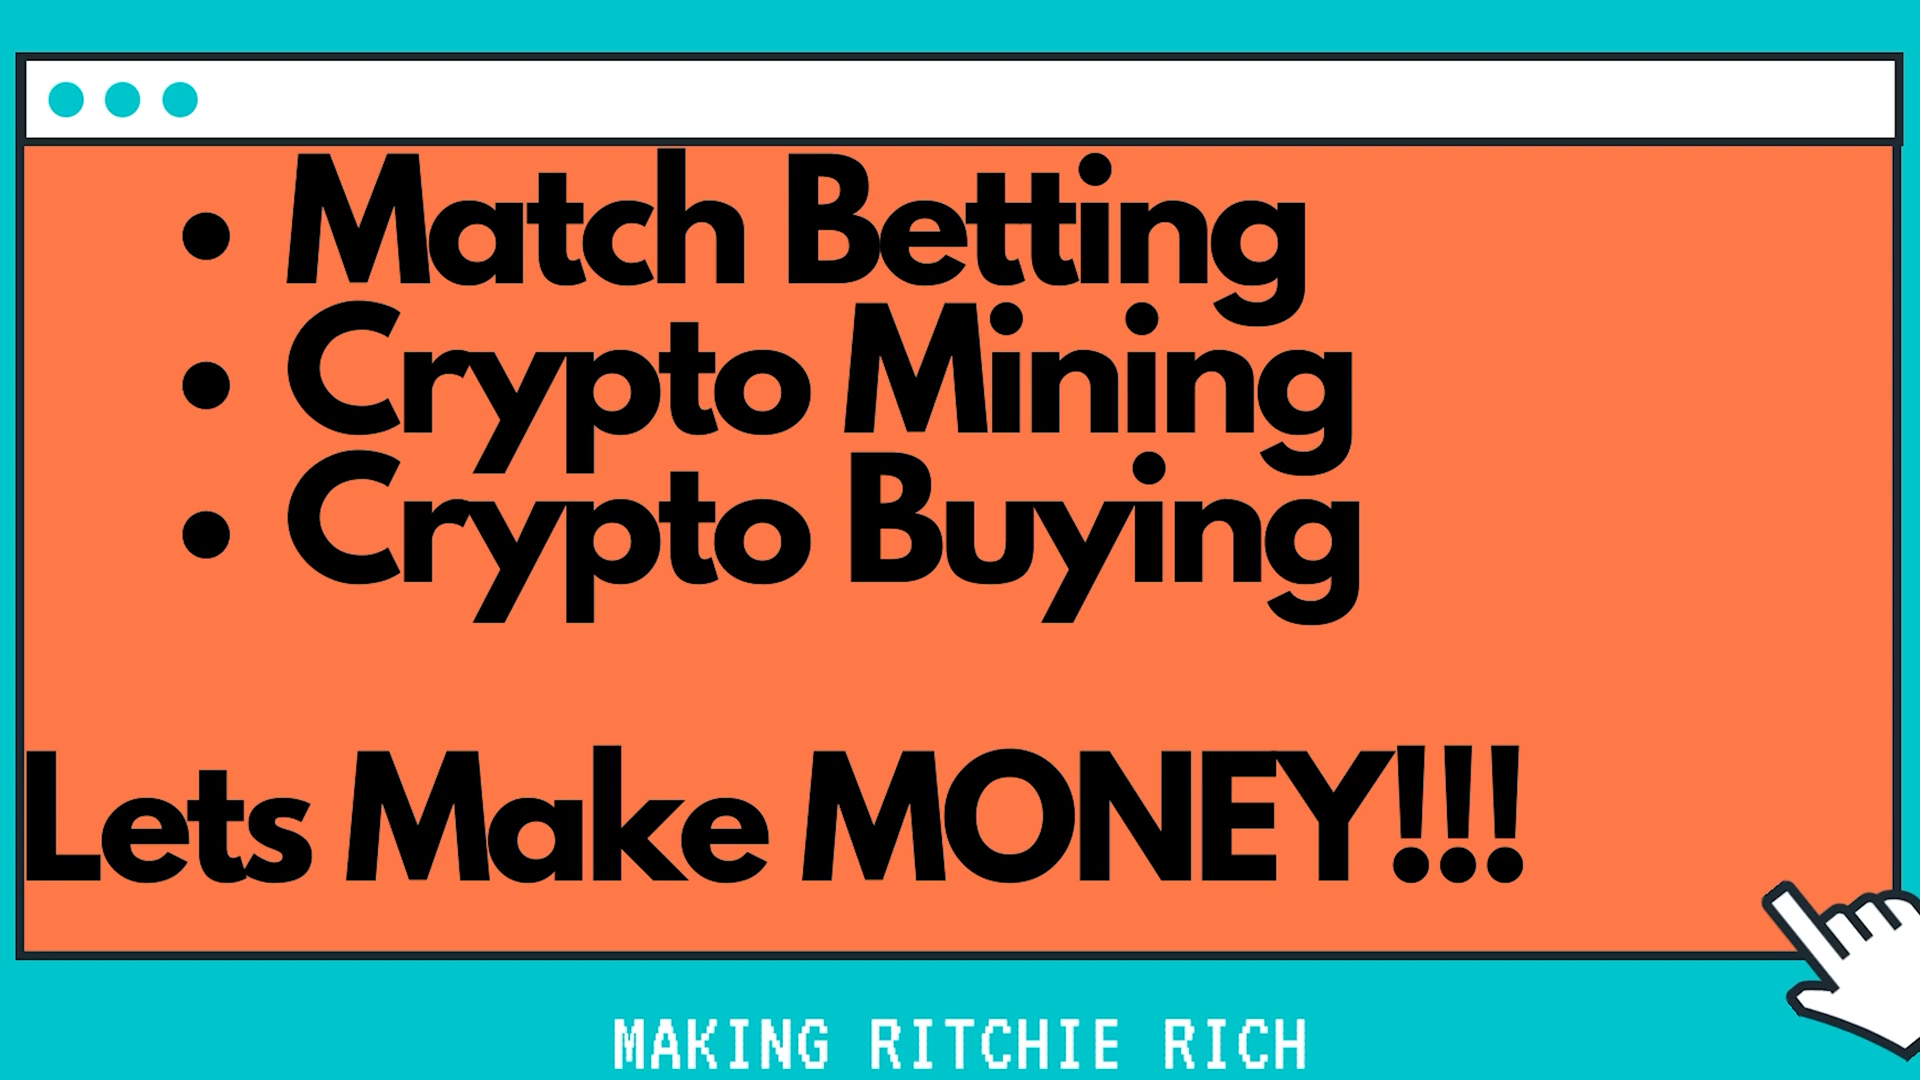 • Match Betting
• Crypto Mining
• Crypto Buying
Lets Make MONEY!!!
MAKING RITCHIE RICH